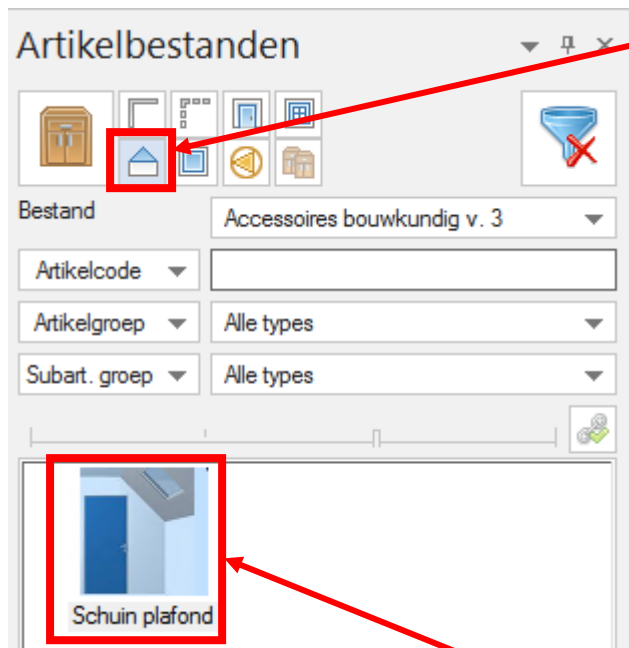 Artikelbestanden
Bestand
Accessoires bouwkundig v. 3
Artikelcode
Artikelgroep
Alle types
Subart. groep
Alle types
Schuin plafond